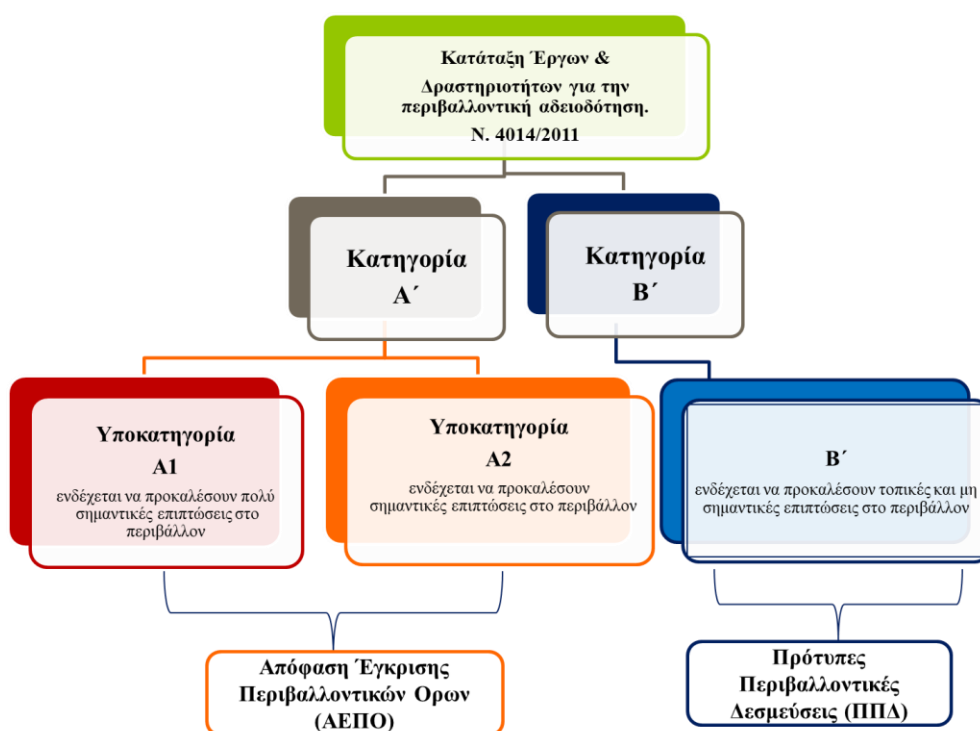 Κατάταξη Έργων &
Δραστηριοτήτων για την
περιβαλλοντική αδειοδότηση.
Ν. 4014/2011
Κατηγορία
Α΄
Κατηγορία
Β΄
Υποκατηγορία
Α1
ενδέχεται να προκαλέσουν πολύ
σημαντικές επιπτώσεις στο
περιβάλλον
Υποκατηγορία
Α2
ενδέχεται να προκαλέσουν
σημαντικές επιπτώσεις στο περιβάλλον
Β΄
ενδέχεται να προκαλέσουν τοπικές και μη
σημαντικές επιπτώσεις στο περιβάλλον
Απόφαση Έγκρισης
Περιβαλλοντικών Ορων
(ΑΕΠΟ)
Πρότυπες
Περιβαλλοντικές
Δεσμεύσεις (ΠΠΔ)